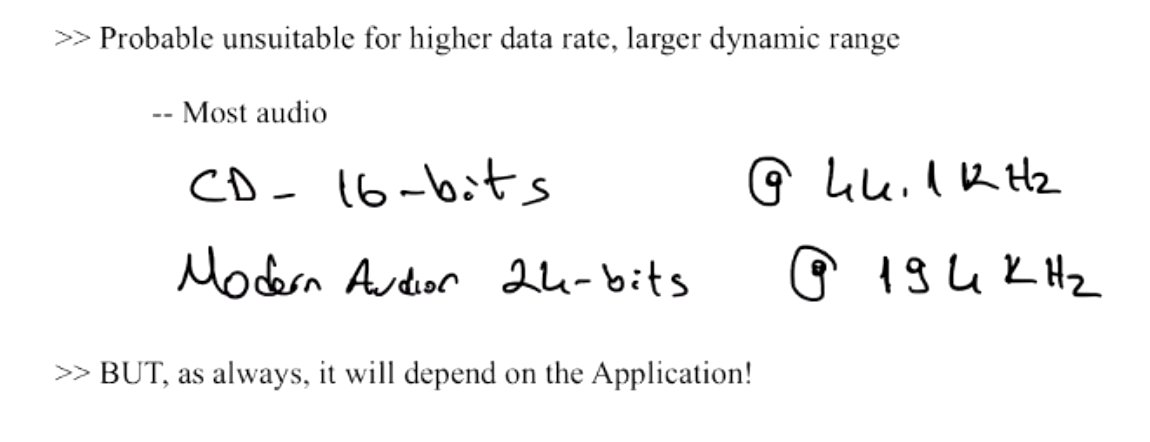 >> Probable unsuitable for higher data rate, larger dynamic range
-- Most audio
CD - 16-bits @ 44.1 KHz
Modern Audio 24-bits @ 194 KHz
>> BUT, as always, it will depend on the Application!